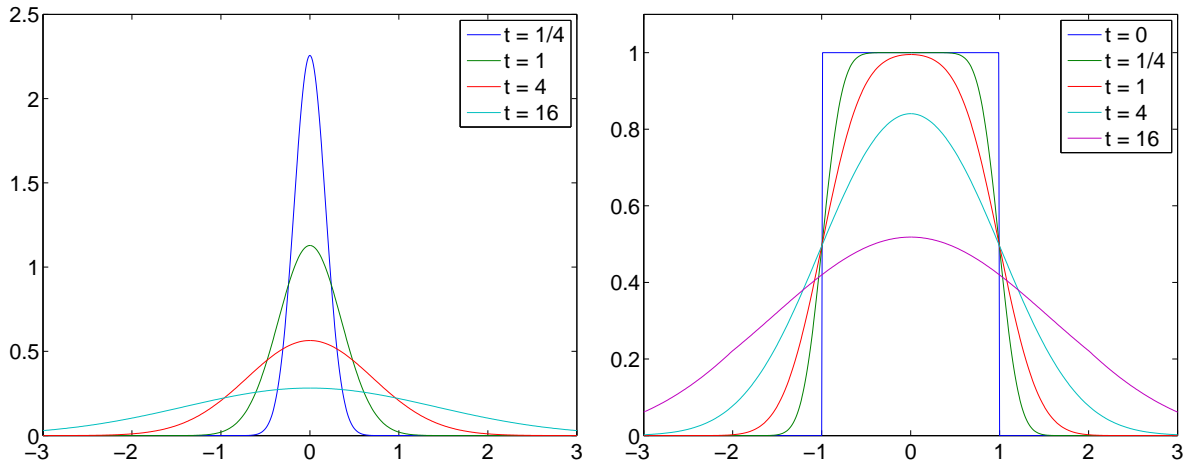 2.5
2
1.5
1
0.5
0
−3
−2
−1
0
1
2
3
t = 1/4
t = 1
t = 4
t = 16
1
0.8
0.6
0.4
0.2
0
−3
−2
−1
0
1
2
3
t = 0
t = 1/4
t = 1
t = 4
t = 16